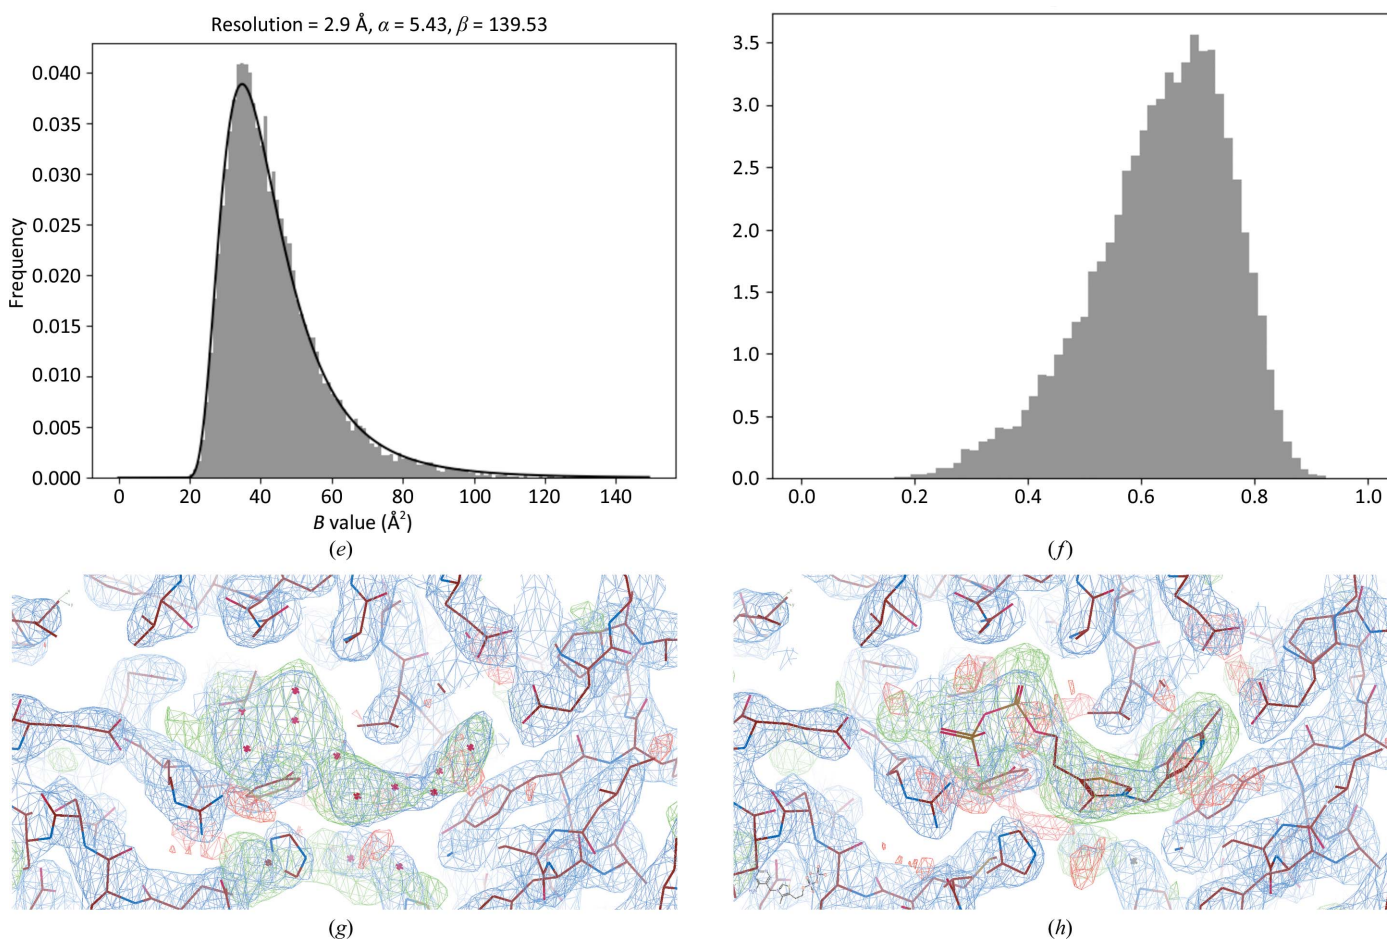 Resolution = 2.9 Å, α = 5.43, β = 139.53
0.040
0.035
0.030
0.025
0.020
0.015
0.010
0.005
0.000
Frequency
0 20 40 60 80 100 120 140
B value (Å²)
(e)
3.5
3.0
2.5
2.0
1.5
1.0
0.5
0.0
0.0 0.2 0.4 0.6 0.8 1.0
(f)
(g)
(h)